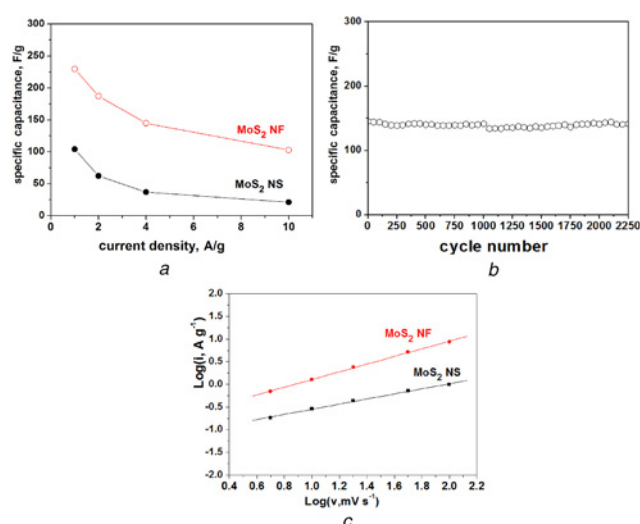 300
250
200
150
100
50
0
0 2 4 6 8 10
specific capacitance, F/g
current density, A/g
MoS2 NF
MoS2 NS
a
300
200
100
0
0 250 500 750 1000 1250 1500 1750 2000 2250
specific capacitance, F/g
cycle number
b
2.0
1.5
1.0
0.5
0.0
-0.5
-1.0
-1.5
-2.0
0.4 0.6 0.8 1.0 1.2 1.4 1.6 1.8 2.0 2.2
Log(i, A g-1)
Log(v,mV s-1)
MoS2 NF
MoS2 NS
c